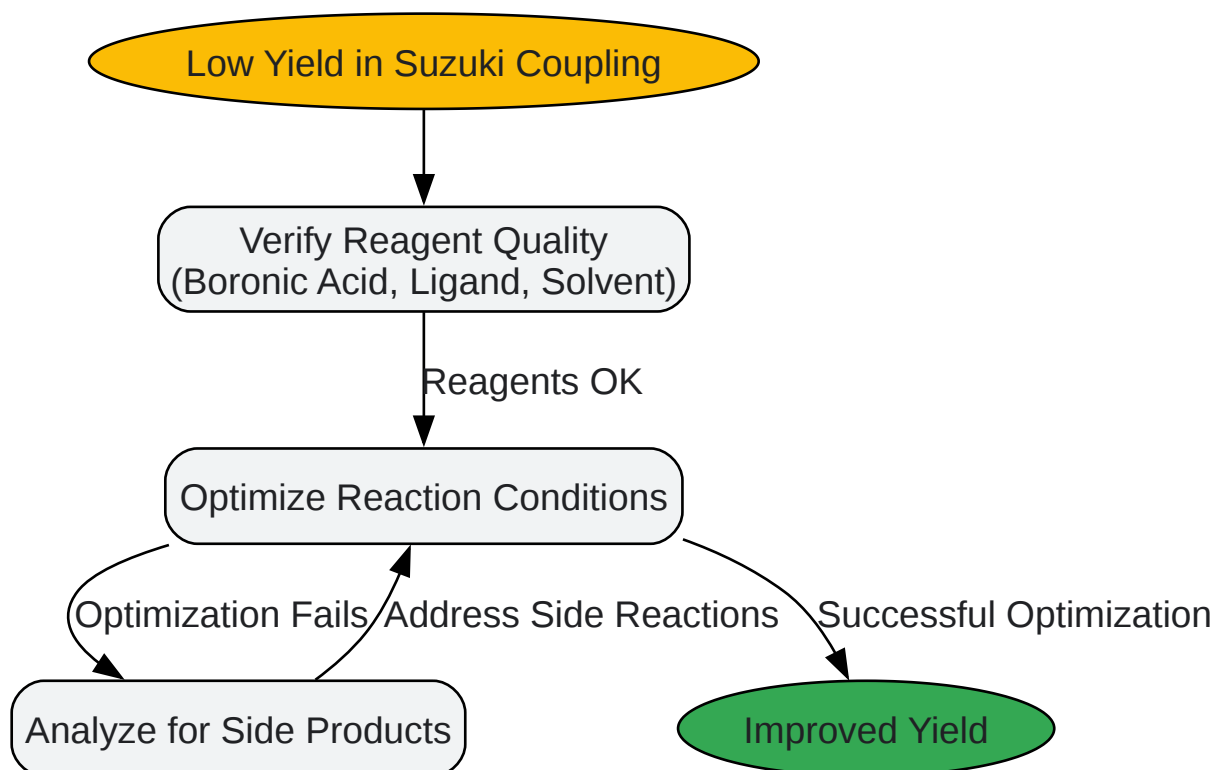 Low Yield in Suzuki Coupling
Verify Reagent Quality
(Boronic Acid, Ligand, Solvent)
Reagents OK
Optimize Reaction Conditions
Optimization Fails
Address Side Reactions
Successful Optimization
Analyze for Side Products
Improved Yield